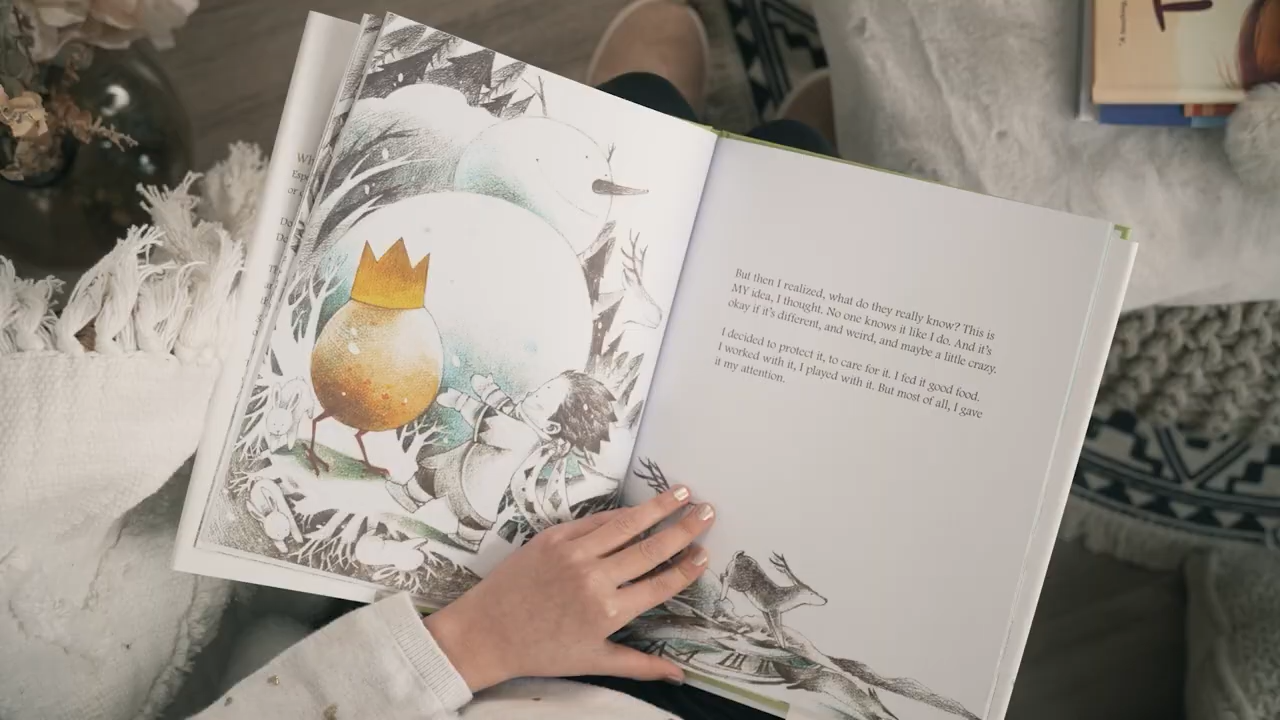 But then I realized, what do they really know? This is
MY idea, I thought. No one knows it like I do. And it's
okay if it's different, and weird, and maybe a little crazy.
I decided to protect it, to care for it. I fed it good food.
I worked with it, I played with it. But most of all, I gave
it my attention.